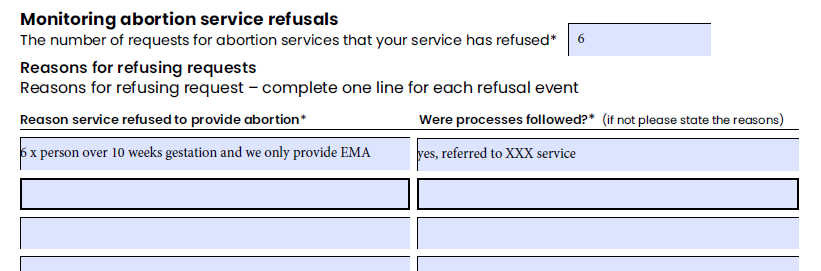 Monitoring abortion service refusals
The number of requests for abortion services that your service has refused* 6
Reasons for refusing requests
Reasons for refusing request – complete one line for each refusal event
Reason service refused to provide abortion* Were processes followed?* (if not please state the reasons)
6 x person over 10 weeks gestation and we only provide EMA yes, referred to XXX service